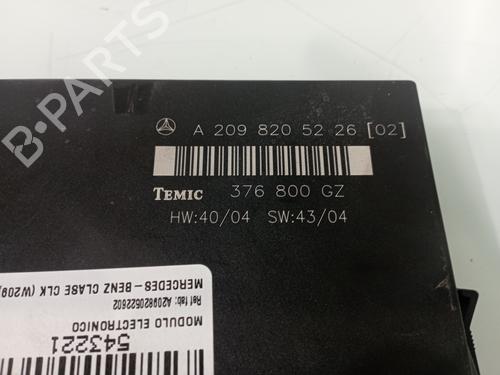 A 209 820 52 26 [02]
TEMIC 376 800 GZ
HW:40/04 SW:43/04
MERCEDES-BENZ CLASE CLK (W209)
Ref fab: A209820522602
MODULO ELECTRONICO
543221
B-PARTS